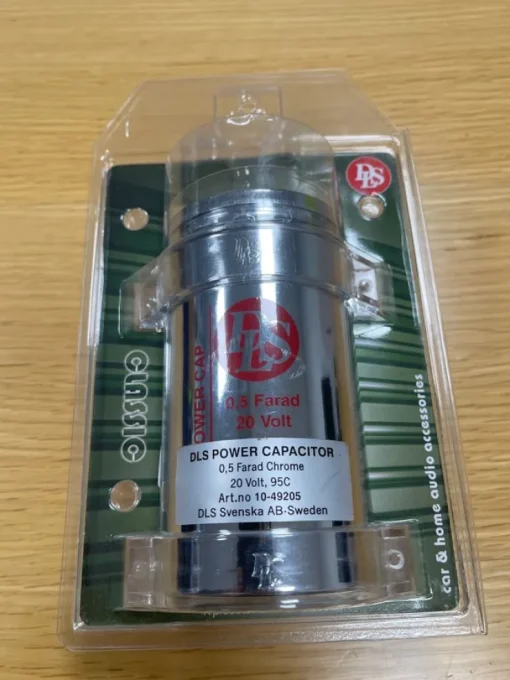 DLS
DLS
POWER CAP
0,5 Farad
20 Volt
DLS POWER CAPACITOR
0,5 Farad Chrome
20 Volt, 95C
Art.no 10-49205
DLS Svenska AB-Sweden
CLASSIC
car & home audio accessories